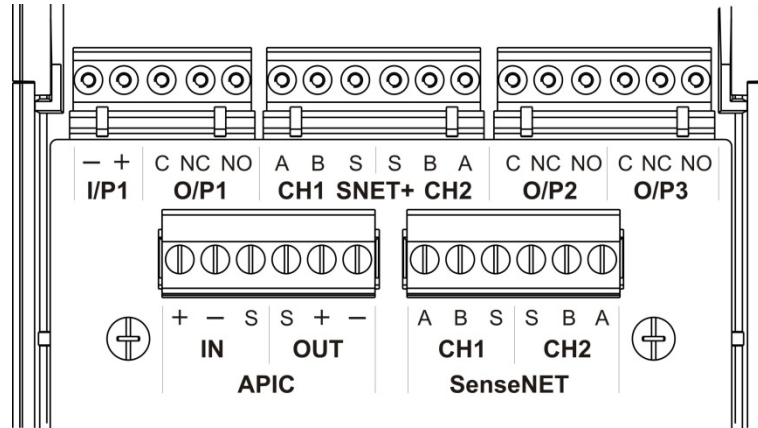 — + C NC NO A B S S B A C NC NO C NC NO
I/P1 O/P1 CH1 SNET+ CH2 O/P2 O/P3
+ — S S + — A B S S B A
IN OUT CH1 CH2
APIC SenseNET